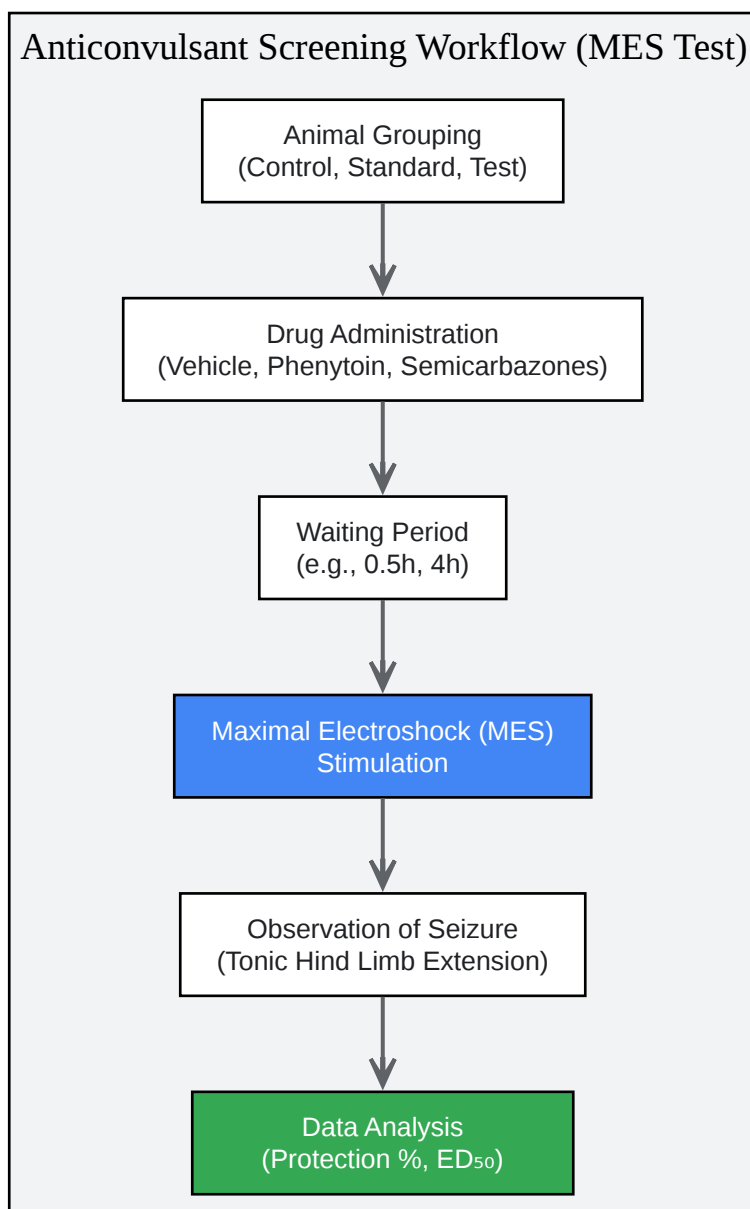 Anticonvulsant Screening Workflow (MES Test)
Animal Grouping
(Control, Standard, Test)
Drug Administration
(Vehicle, Phenytoin, Semicarbazones)
Waiting Period
(e.g., 0.5h, 4h)
Maximal Electroshock (MES)
Stimulation
Observation of Seizure
(Tonic Hind Limb Extension)
Data Analysis
(Protection %, ED₅₀)